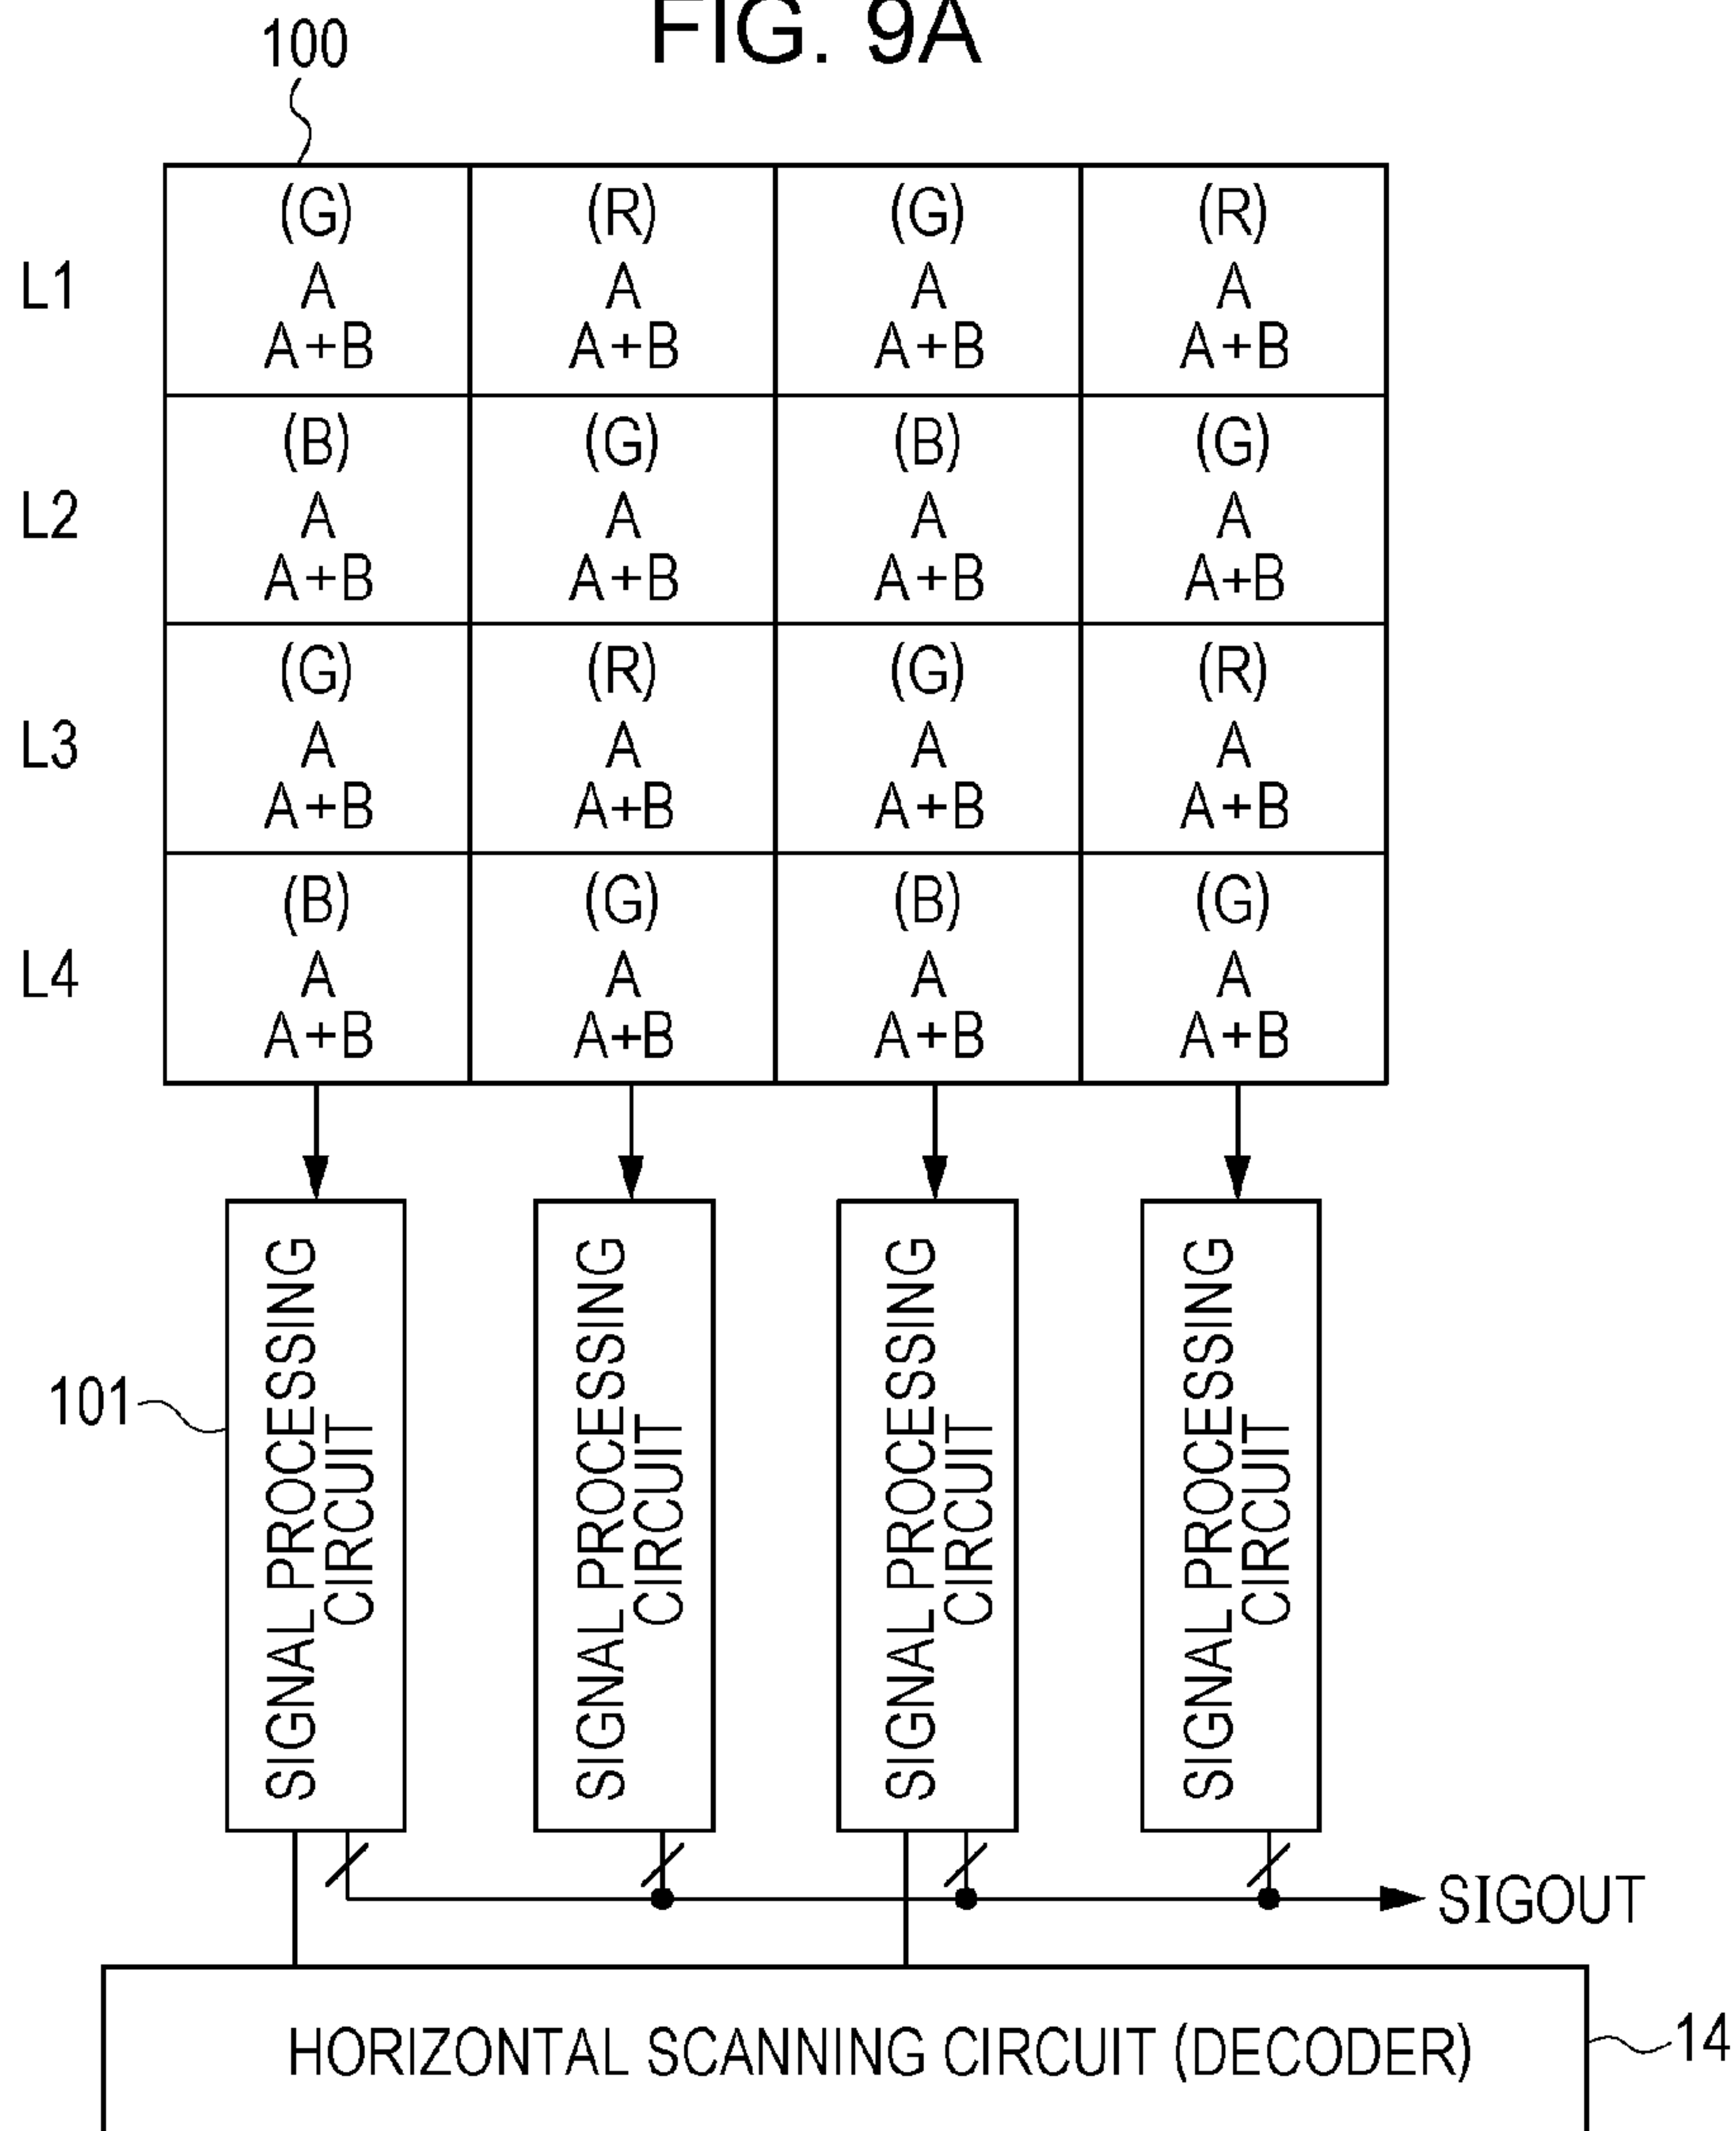 FIG. 9A
100
(G) (R) (G) (R)
L1 A A A A
A+B A+B A+B A+B
(B) (G) (B) (G)
L2 A A A A
A+B A+B A+B A+B
(G) (R) (G) (R)
L3 A A A A
A+B A+B A+B A+B
(B) (G) (B) (G)
L4 A A A A
A+B A+B A+B A+B
101
SIGNAL PROCESSING
CIRCUIT
SIGNAL PROCESSING
CIRCUIT
SIGNAL PROCESSING
CIRCUIT
SIGNAL PROCESSING
CIRCUIT
SIGOUT
HORIZONTAL SCANNING CIRCUIT (DECODER)
14